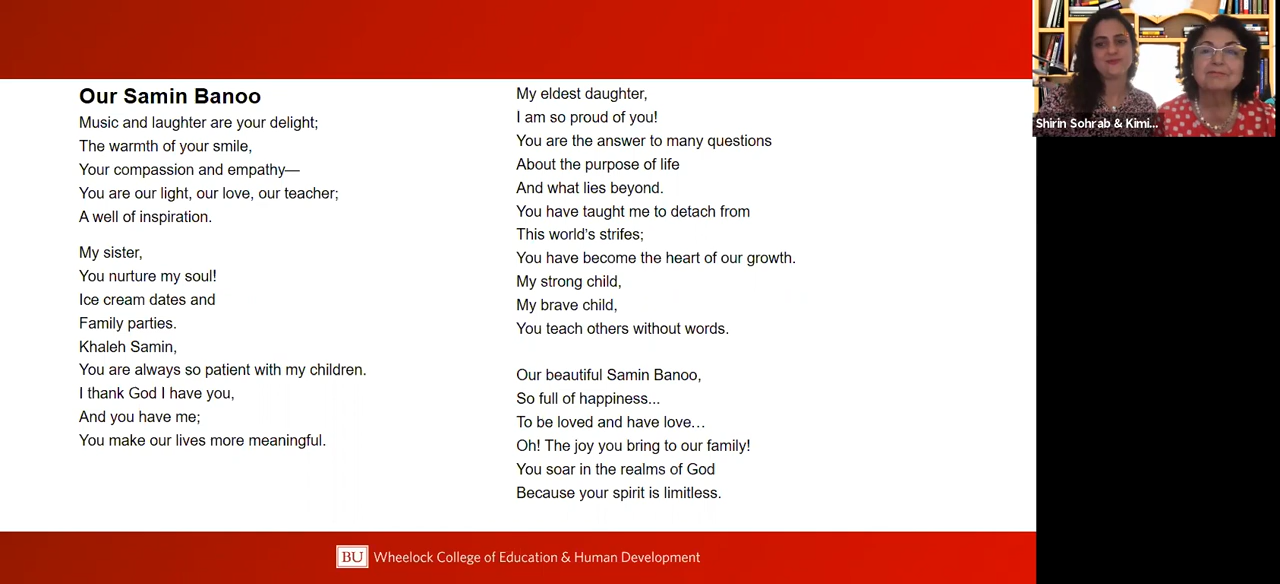 Our Samin Banoo
Music and laughter are your delight;
The warmth of your smile,
Your compassion and empathy—
You are our light, our love, our teacher;
A well of inspiration.
My sister,
You nurture my soul!
Ice cream dates and
Family parties.
Khaleh Samin,
You are always so patient with my children.
I thank God I have you,
And you have me;
You make our lives more meaningful.
My eldest daughter,
I am so proud of you!
You are the answer to many questions
About the purpose of life
And what lies beyond.
You have taught me to detach from
This world's strifes;
You have become the heart of our growth.
My strong child,
My brave child,
You teach others without words.
Our beautiful Samin Banoo,
So full of happiness...
To be loved and have love…
Oh! The joy you bring to our family!
You soar in the realms of God
Because your spirit is limitless.
Shirin Sohrab & Kimi...
BU Wheelock College of Education & Human Development